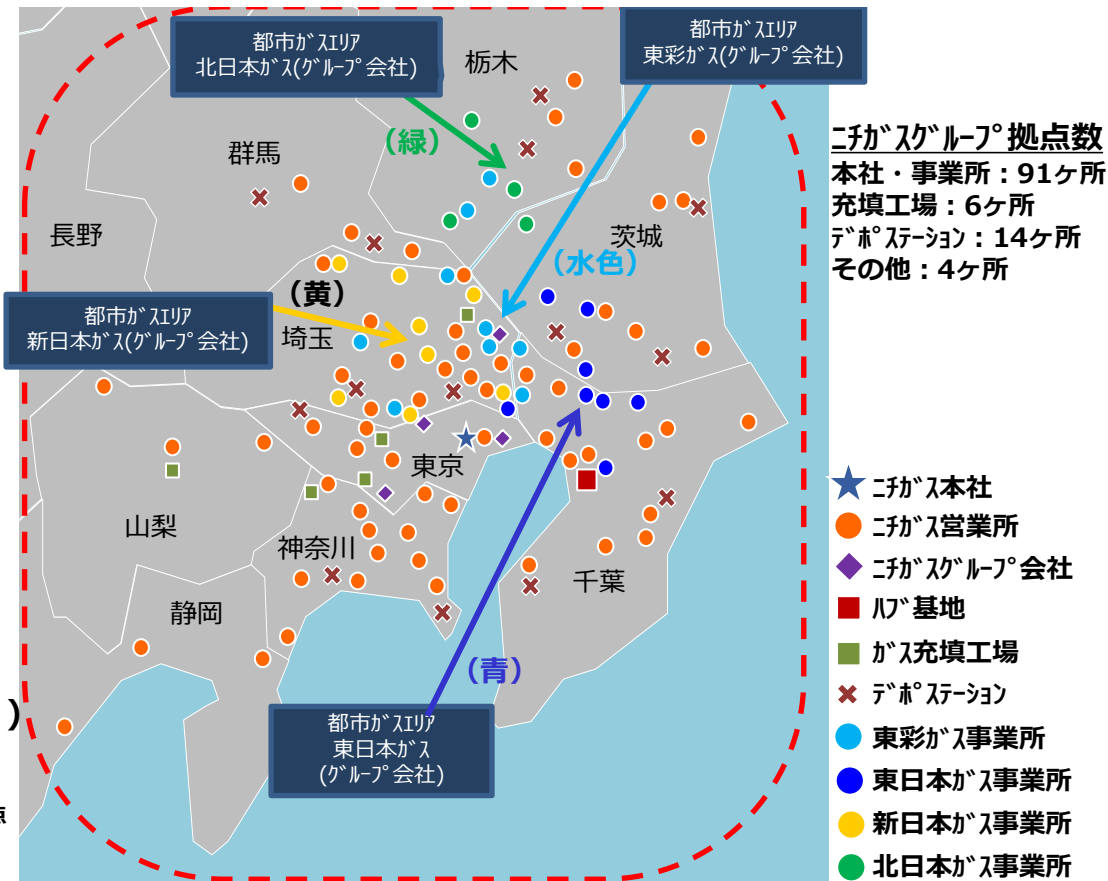 都市ｶﾞｽｴﾘｱ
北日本ｶﾞｽ(ｸﾞﾙｰﾌﾟ会社)
都市ｶﾞｽｴﾘｱ
東彩ｶﾞｽ(ｸﾞﾙｰﾌﾟ会社)
栃木
(緑)
群馬
ﾆﾁｶﾞｽｸﾞﾙｰﾌﾟ拠点数
本社・事業所：91ヶ所
充填工場：6ヶ所
ﾃﾞﾎﾟｽﾃｰｼｮﾝ：14ヶ所
その他：4ヶ所
長野
茨城
(水色)
(黄)
都市ｶﾞｽｴﾘｱ
新日本ｶﾞｽ(ｸﾞﾙｰﾌﾟ会社)
埼玉
東京
山梨
神奈川
千葉
静岡
(青)
都市ｶﾞｽｴﾘｱ
東日本ｶﾞｽ
(ｸﾞﾙｰﾌﾟ会社)
)
ﾆﾁｶﾞｽ本社
ﾆﾁｶﾞｽ営業所
ﾆﾁｶﾞｽｸﾞﾙｰﾌﾟ会社
ﾊﾌﾞ基地
ｶﾞｽ充填工場
ﾃﾞﾎﾟｽﾃｰｼｮﾝ
東彩ｶﾞｽ事業所
東日本ｶﾞｽ事業所
新日本ｶﾞｽ事業所
北日本ｶﾞｽ事業所